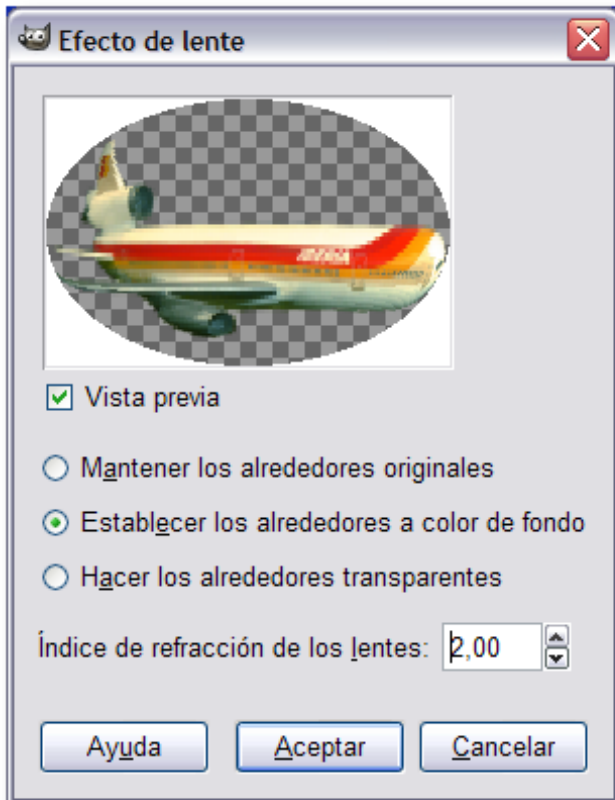 Efecto de lente
IBERIA
Vista previa
Mantener los alrededores originales
Establecer los alrededores a color de fondo
Hacer los alrededores transparentes
Índice de refracción de los lentes: 2,00
Ayuda Aceptar Cancelar